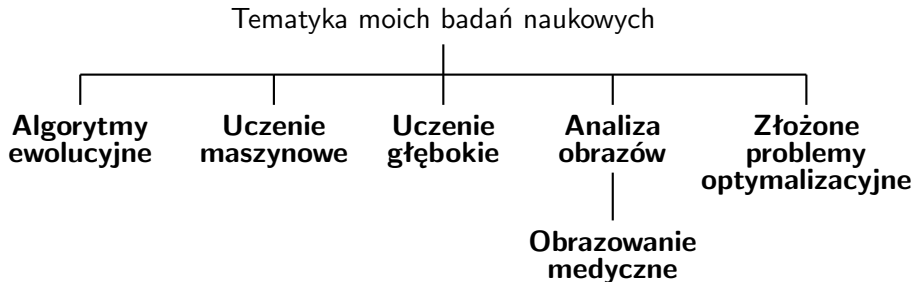 Tematyka moich badań naukowych
Algorytmy
ewolucyjne
Uczenie
maszynowe
Uczenie
głębokie
Analiza
obrazów
Złożone
problemy
optymalizacyjne
Obrazowanie
medyczne